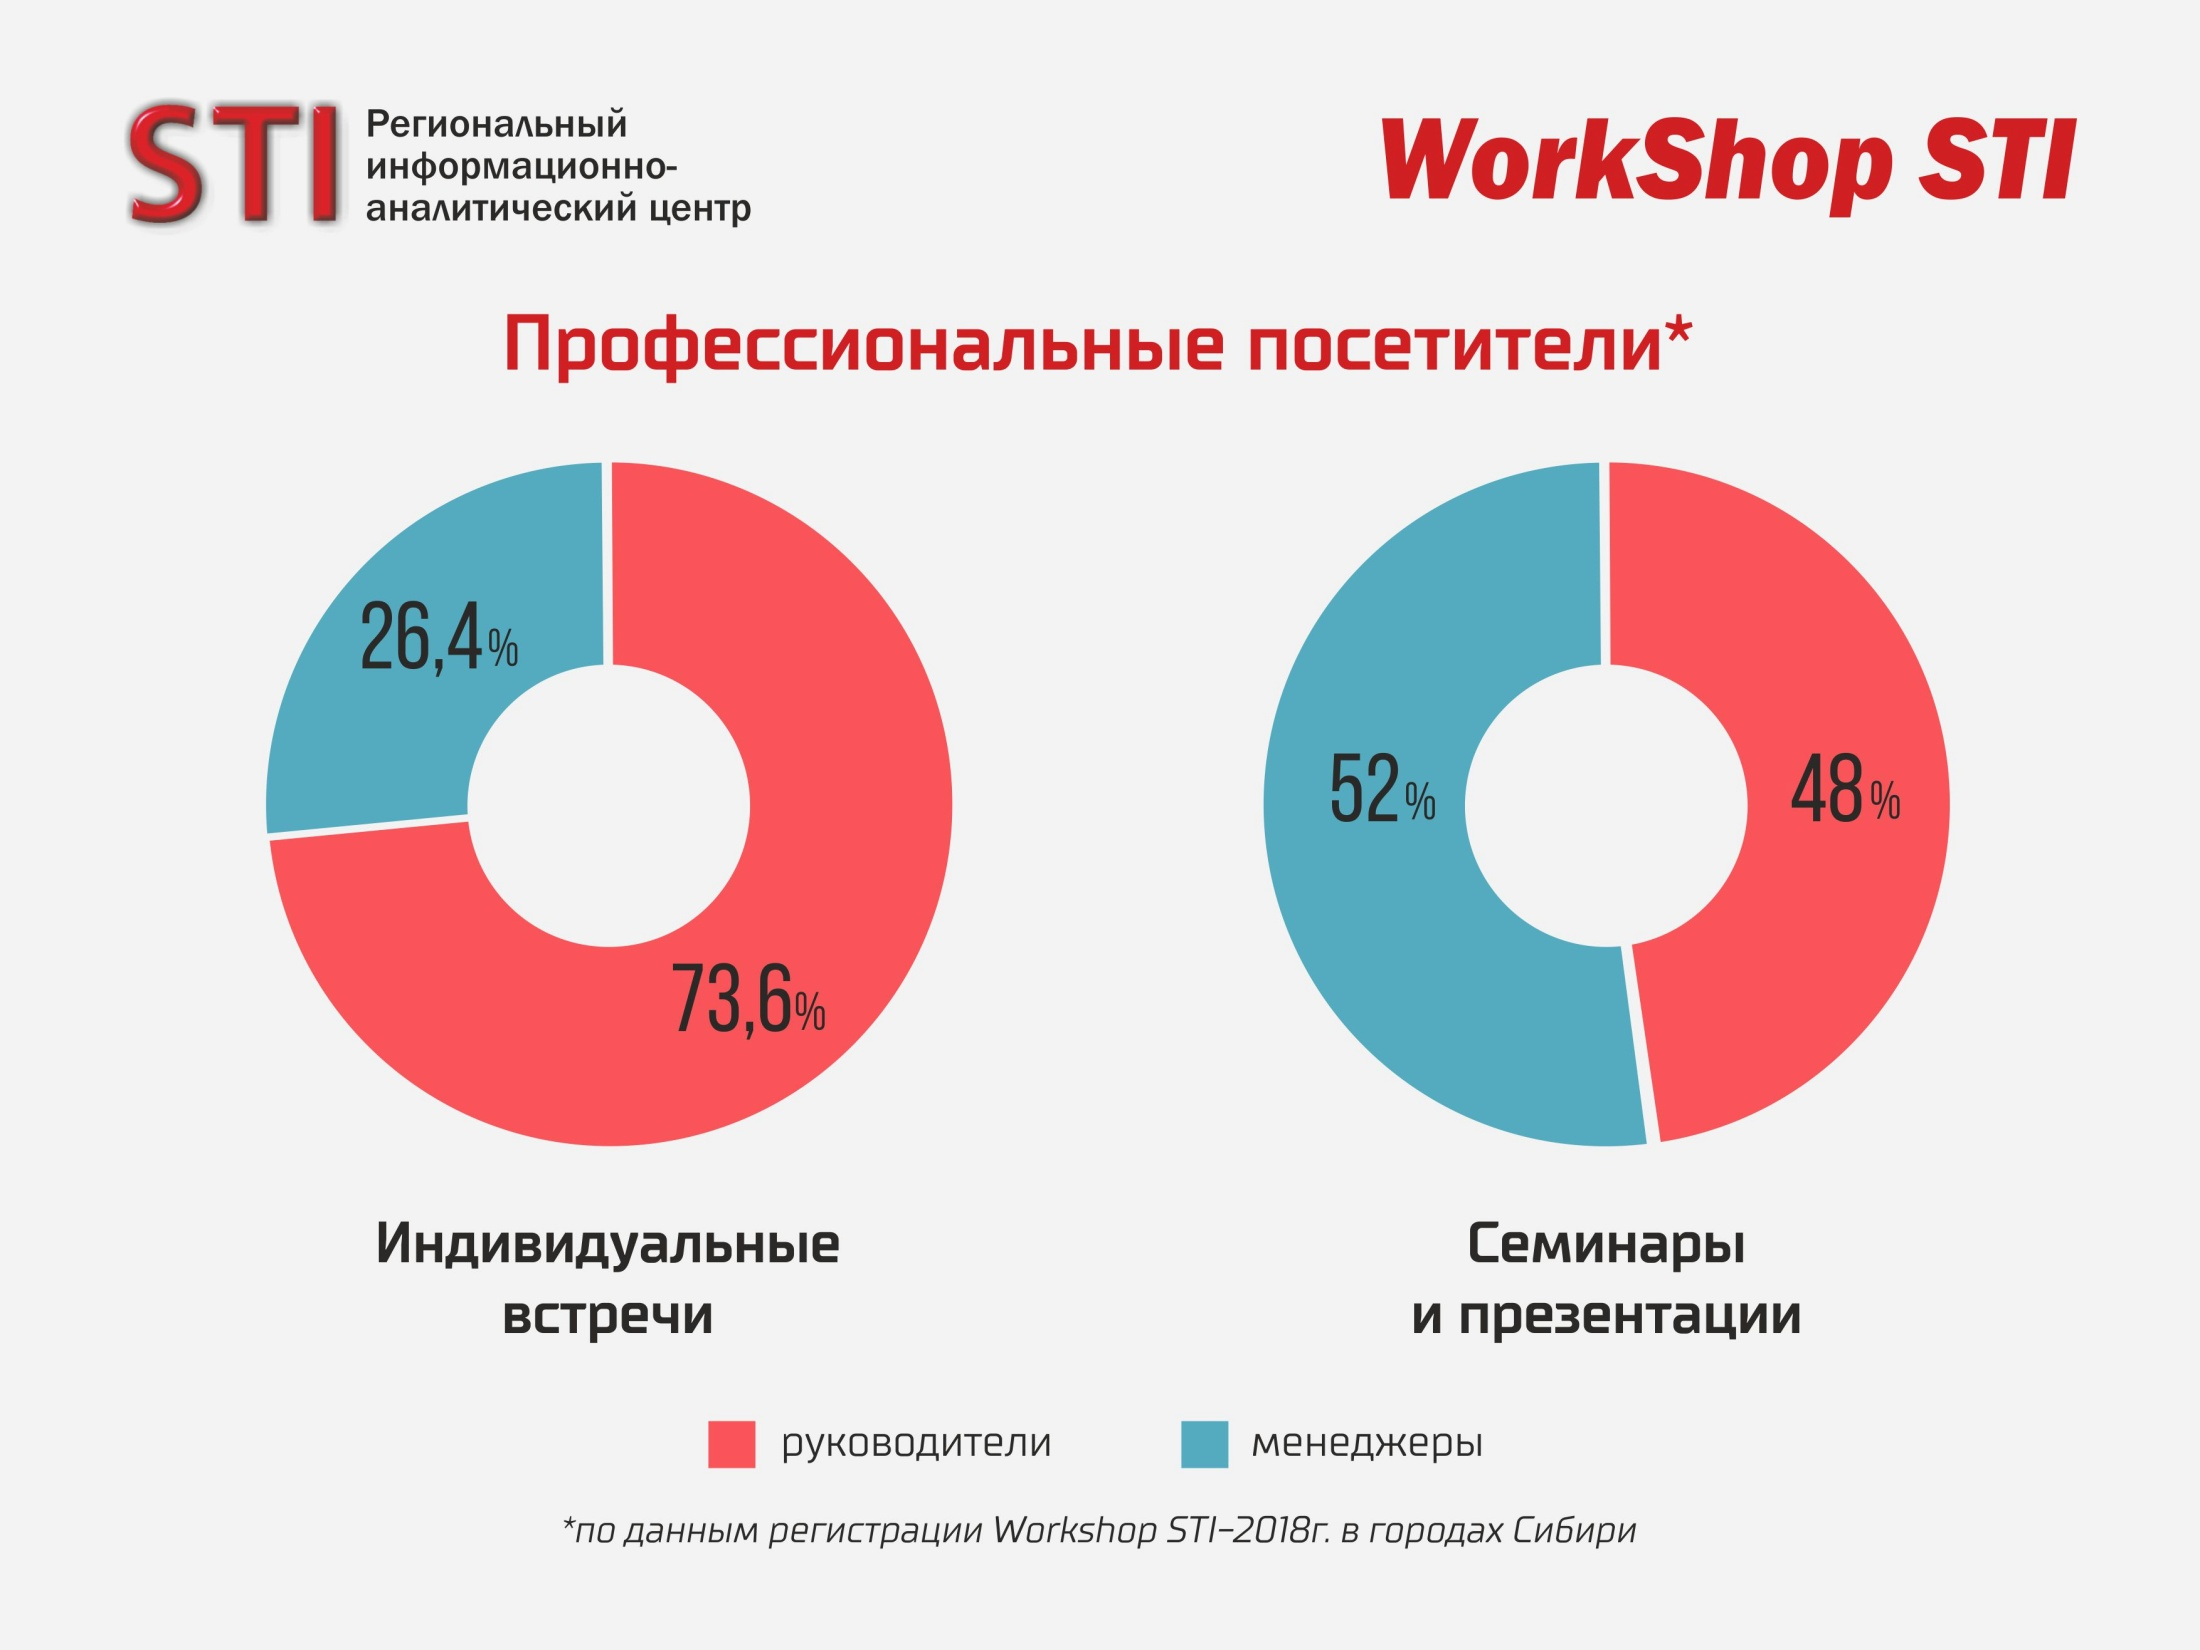 STI
Региональный
информационно-
аналитический центр
WorkShop STI
Профессиональные посетители*
26,4%
73,6%
52%
48%
Индивидуальные
встречи
Семинары
и презентации
руководители
менеджеры
*по данным регистрации Workshop STI-2018г. в городах Сибири